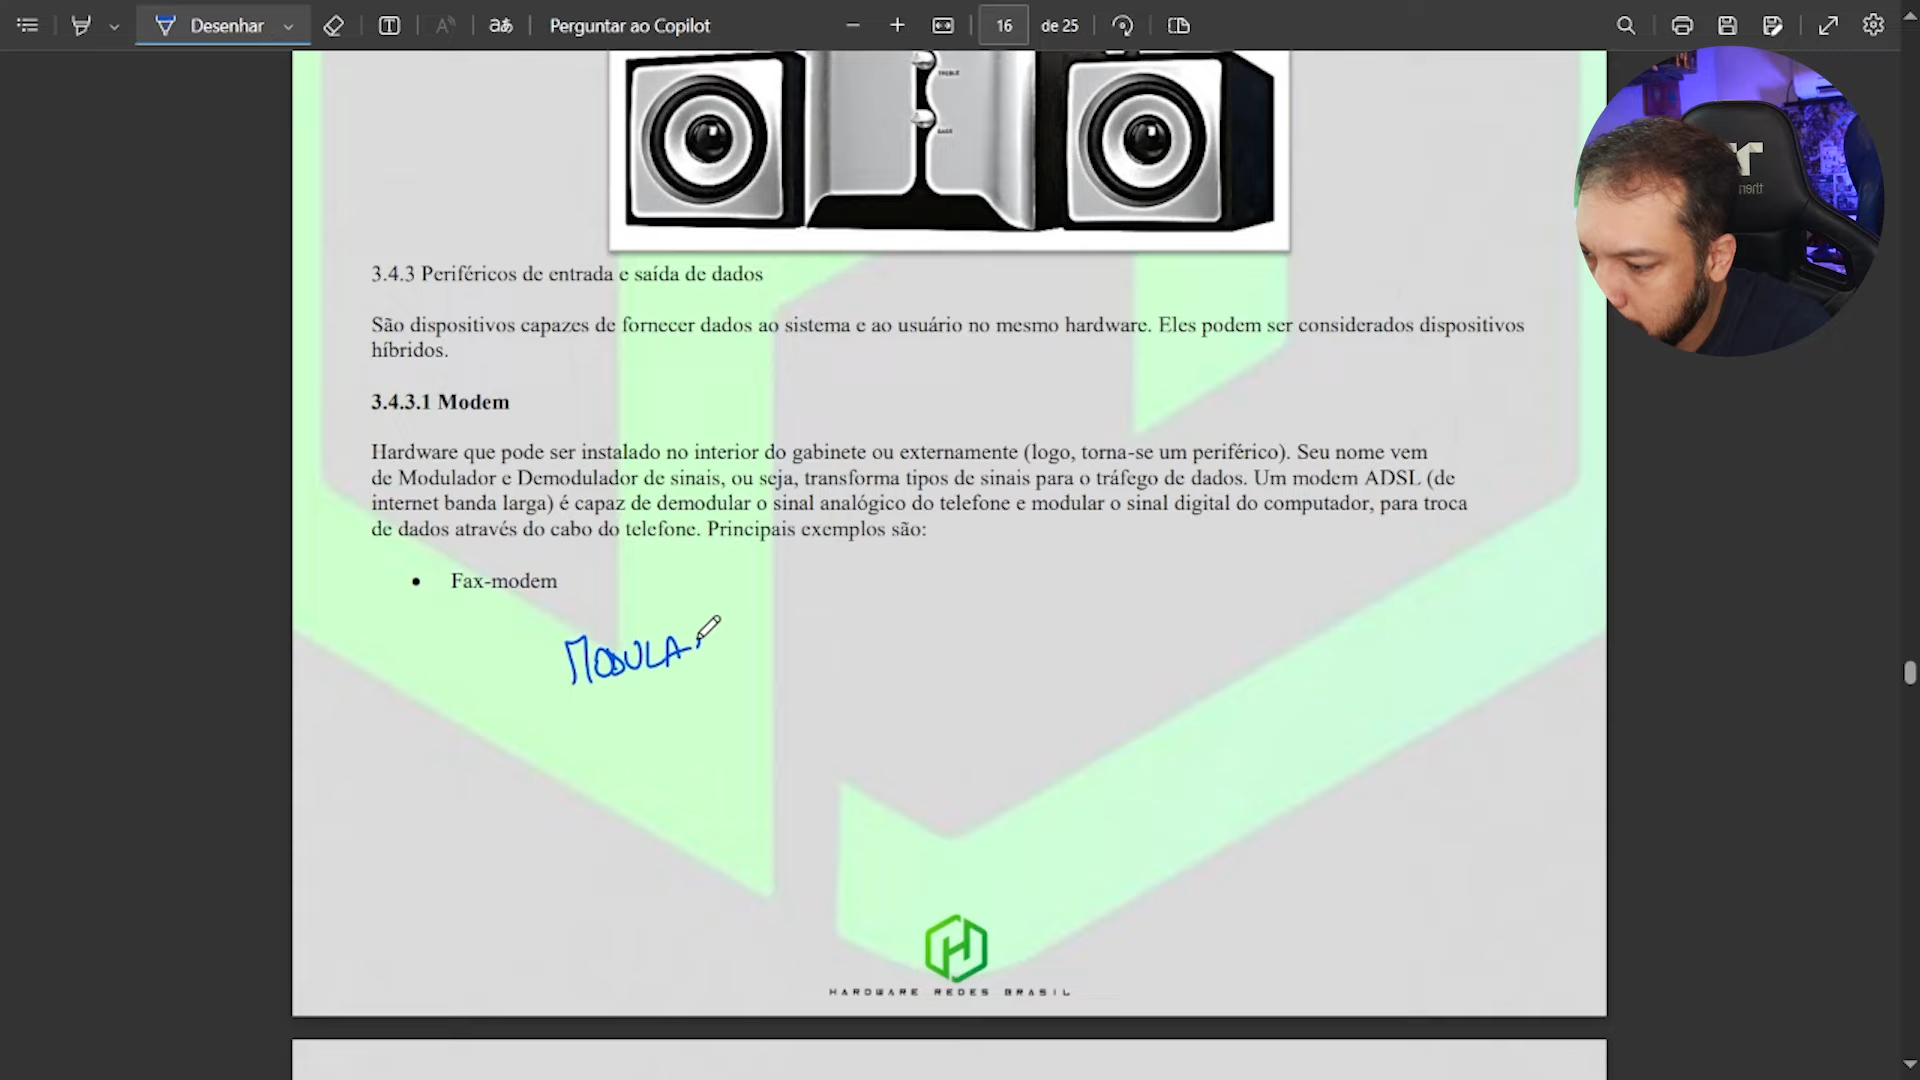 Desenhar
aあ
Perguntar ao Copilot
16
de 25
TREBLE
BASS
3.4.3 Periféricos de entrada e saída de dados
São dispositivos capazes de fornecer dados ao sistema e ao usuário no mesmo hardware. Eles podem ser considerados dispositivos
híbridos.
3.4.3.1 Modem
Hardware que pode ser instalado no interior do gabinete ou externamente (logo, torna-se um periférico). Seu nome vem
de Modulador e Demodulador de sinais, ou seja, transforma tipos de sinais para o tráfego de dados. Um modem ADSL (de
internet banda larga) é capaz de demodular o sinal analógico do telefone e modular o sinal digital do computador, para troca
de dados através do cabo do telefone. Principais exemplos são:
• Fax-modem
MODULA
HARDWARE REDES BRASIL